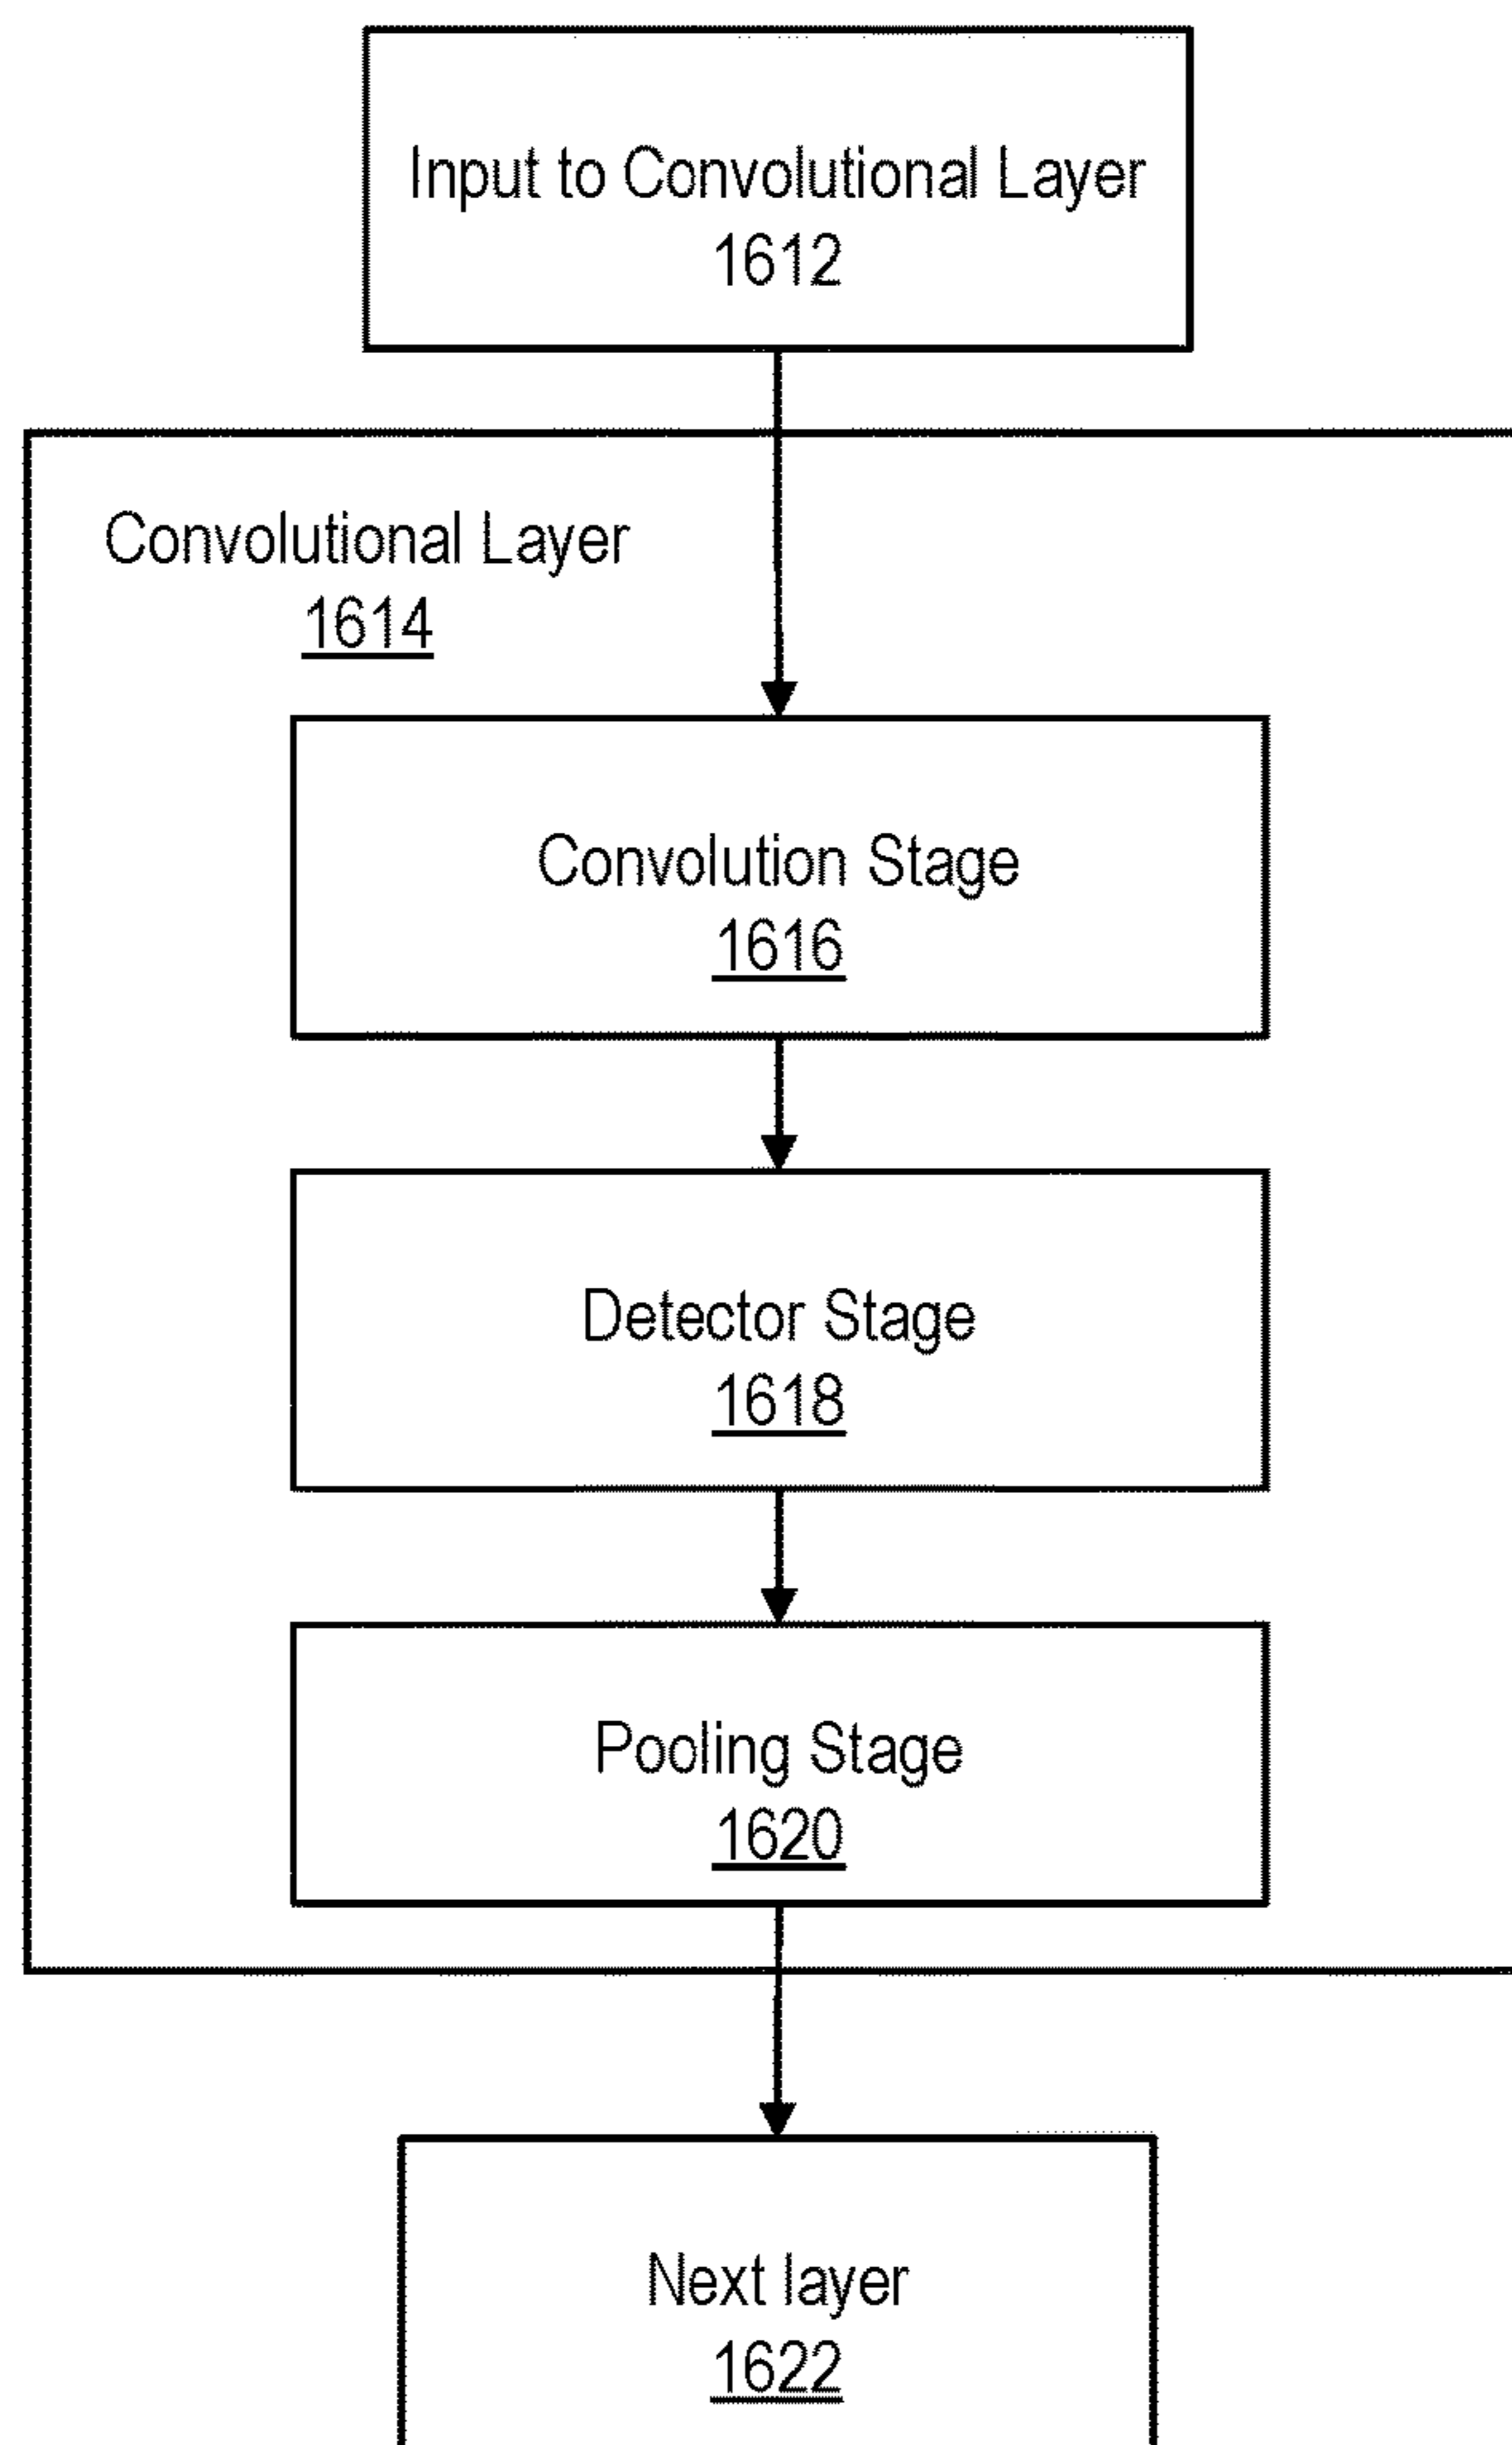 Input to Convolutional Layer
1612
Convolutional Layer
1614
Convolution Stage
1616
Detector Stage
1618
Pooling Stage
1620
Next layer
1622